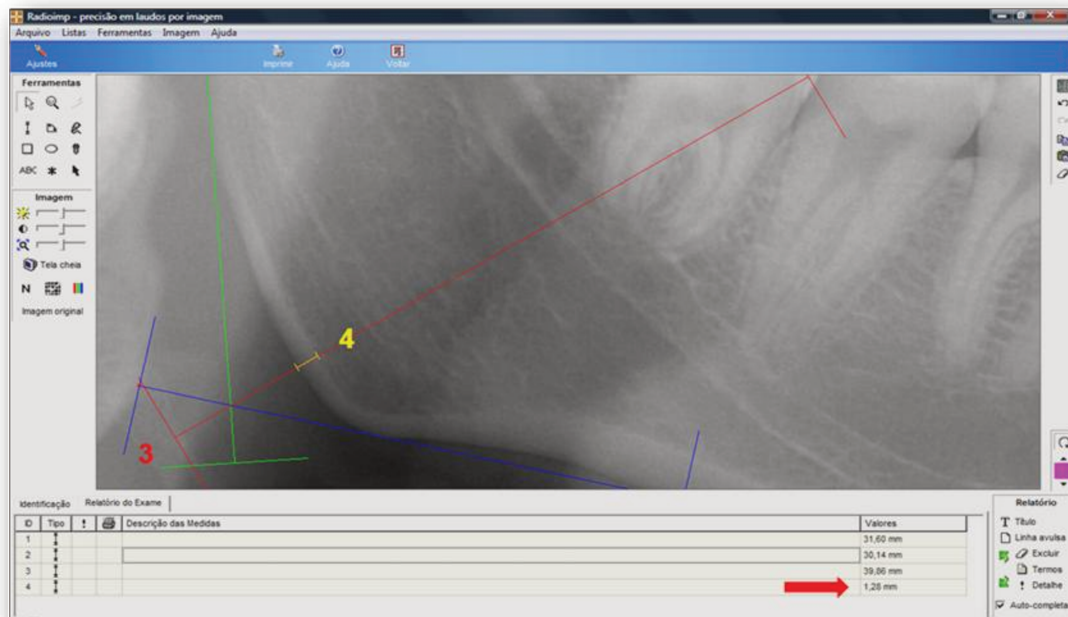 Radioimp - precisão em laudos por imagem
Arquivo Listas Ferramentas Imagem Ajuda
Ajustes Imprimir Ajuda Voltar
Ferramentas
ABC
Imagem
Tela cheia
N
Imagem original
4
3
Identificação Relatório do Exame
ID Tipo ! Descrição das Medidas Valores
1 31,60 mm
2 30,14 mm
3 39,86 mm
4 1,28 mm
Relatório
T Título
Linha avulsa
Excluir
Termos
! Detalhe
Auto-completa